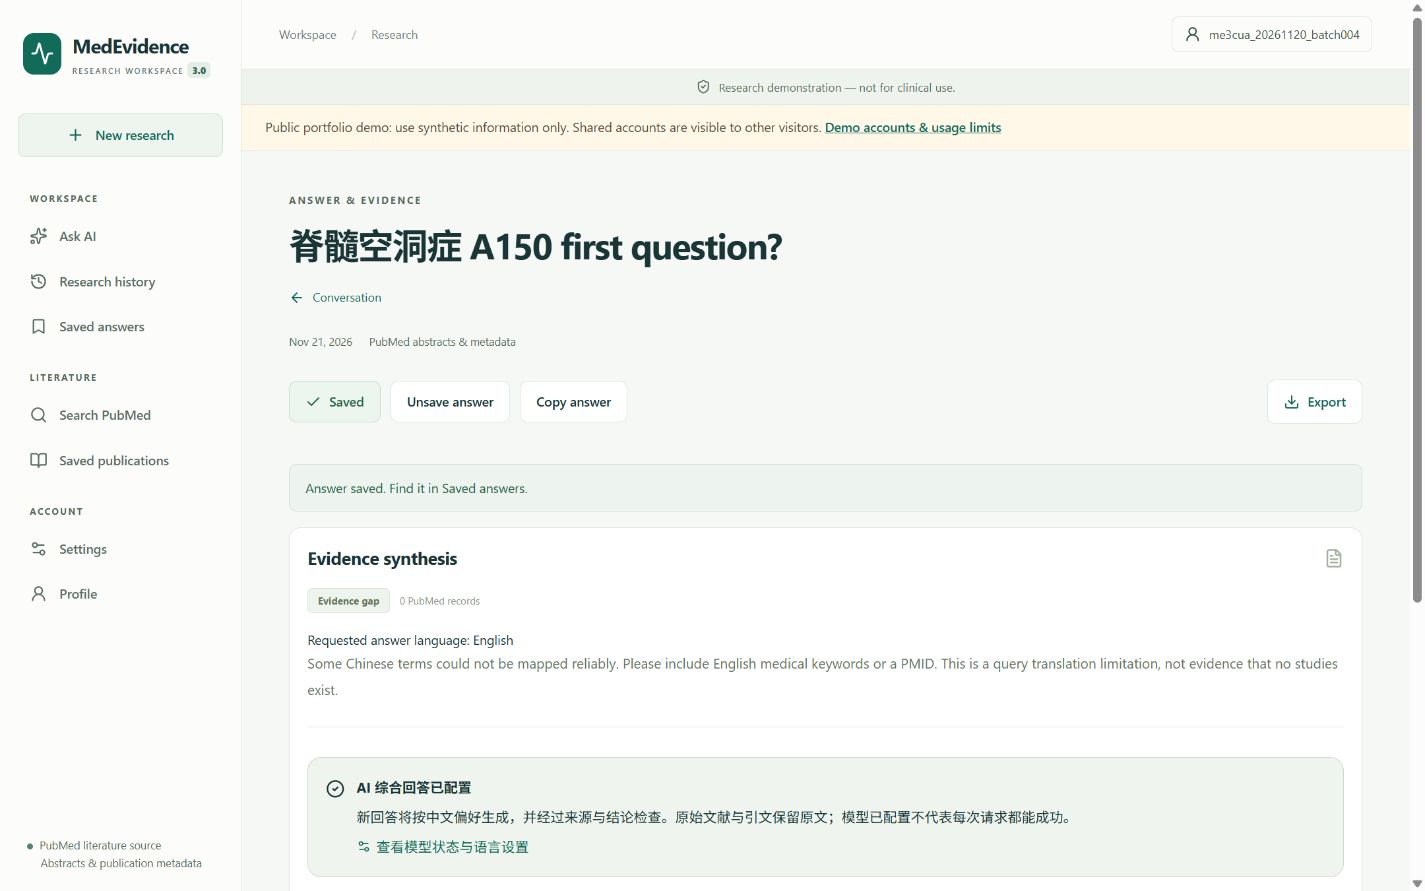 MedEvidence
RESEARCH WORKSPACE 3.0
New research
WORKSPACE
Ask AI
Research history
Saved answers
LITERATURE
Search PubMed
Saved publications
ACCOUNT
Settings
Profile
PubMed literature source
Abstracts & publication metadata
Workspace / Research
me3cua_20261120_batch004
Research demonstration — not for clinical use.
Public portfolio demo: use synthetic information only. Shared accounts are visible to other visitors. Demo accounts & usage limits
ANSWER & EVIDENCE
脊髓空洞症 A150 first question?
Conversation
Nov 21, 2026 PubMed abstracts & metadata
Saved
Unsave answer
Copy answer
Export
Answer saved. Find it in Saved answers.
Evidence synthesis
Evidence gap 0 PubMed records
Requested answer language: English
Some Chinese terms could not be mapped reliably. Please include English medical keywords or a PMID. This is a query translation limitation, not evidence that no studies
exist.
AI 综合回答已配置
新回答将按中文偏好生成，并经过来源与结论检查。原始文献与引文保留原文；模型已配置不代表每次请求都能成功。
查看模型状态与语言设置